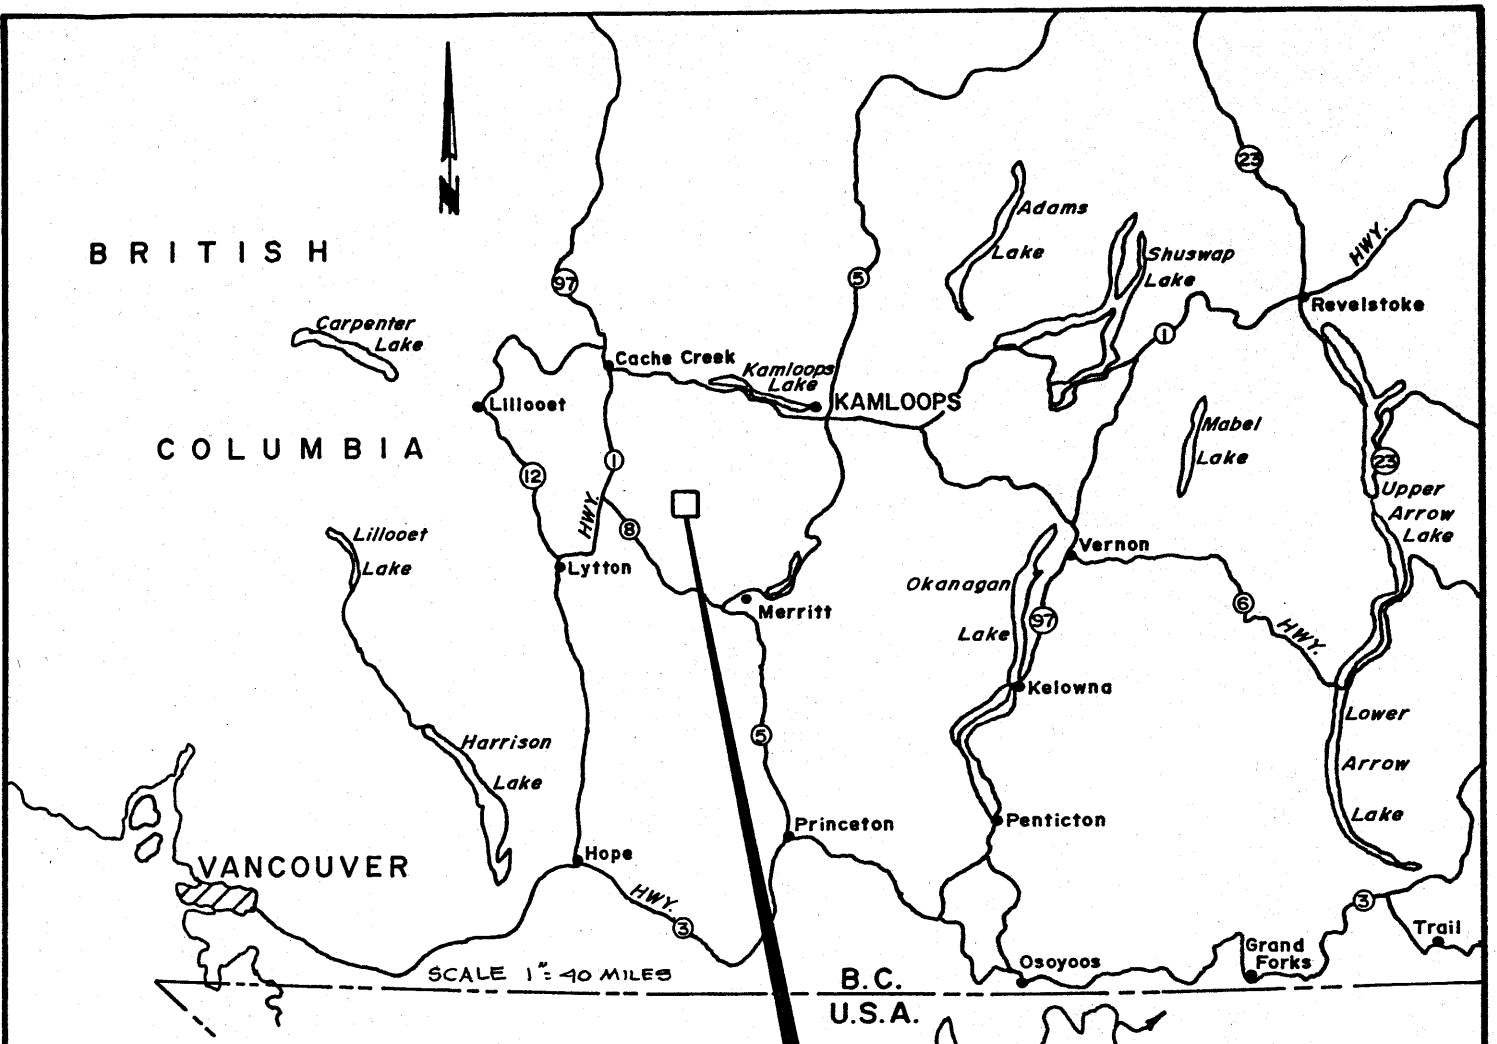 23
HWY.
Adams
Lake
Shuswap
Lake
BRITISH
97
5
Revelstoke
Carpenter
Lake
1
Cache Creek
Kamloops
Lake
KAMLOOPS
Lillooet
Mabel
Lake
COLUMBIA
12
1
HWY.
8
23
Upper
Arrow
Lake
Lillooet
Lake
Lytton
Vernon
Okanagan
Lake
Merritt
97
6
HWY.
Kelowna
Lower
Arrow
Lake
Harrison
Lake
5
Princeton
Penticton
Hope
VANCOUVER
HWY.
3
3
Trail
Grand
Forks
Osoyoos
SCALE 1"= 40 MILES
B.C.
U.S.A.
N